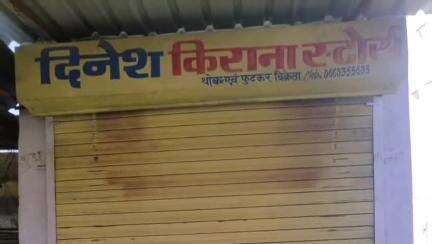 दिनेश किराना स्टोर्स
थोक एवं फुटकर विक्रेता